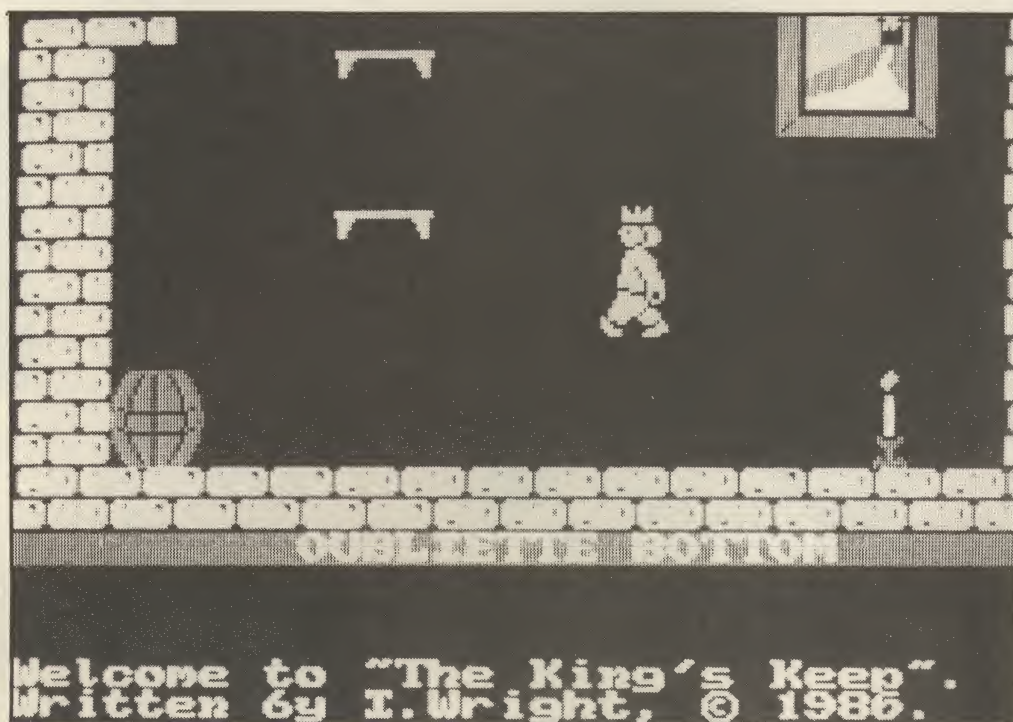 OUBLIETTE BOTTOM
Welcome to "The King's Keep".
Written by I.Wright, © 1986.